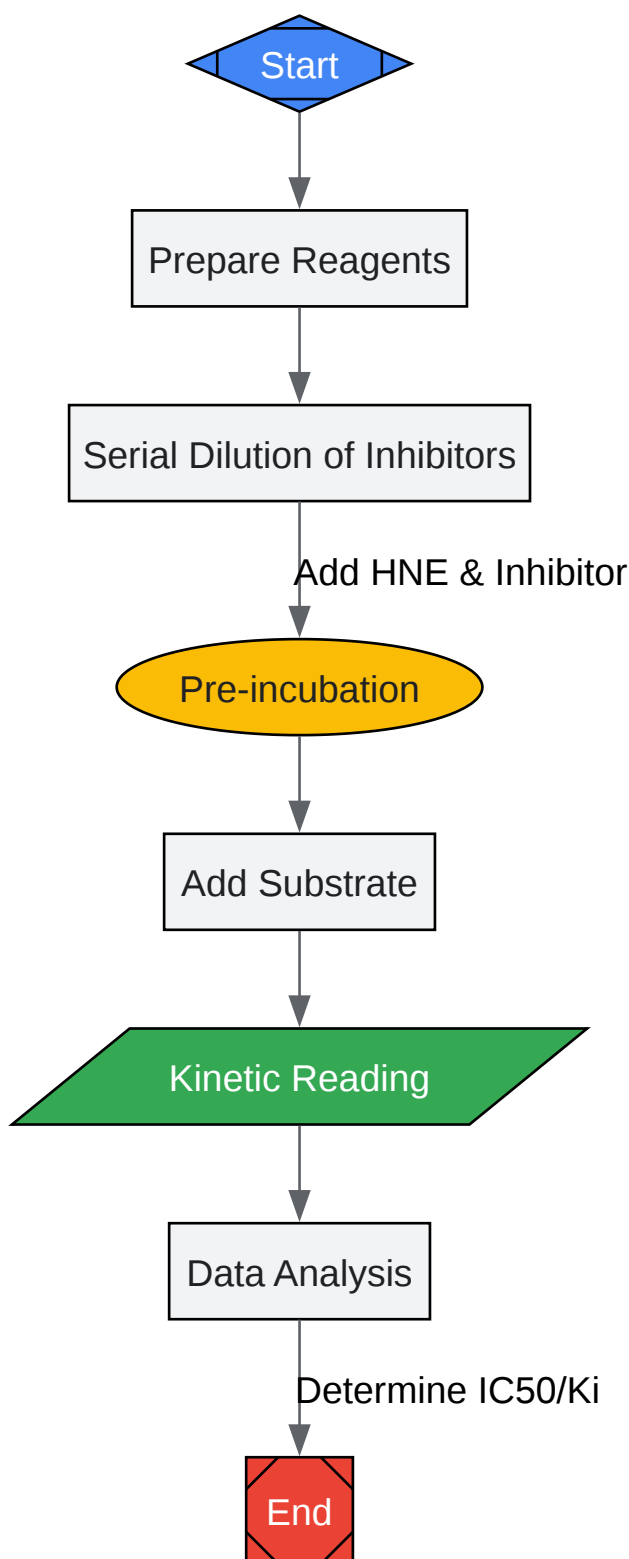 Start
Prepare Reagents
Serial Dilution of Inhibitors
Add HNE & Inhibitor
Pre-incubation
Add Substrate
Kinetic Reading
Data Analysis
Determine IC50/Ki
End